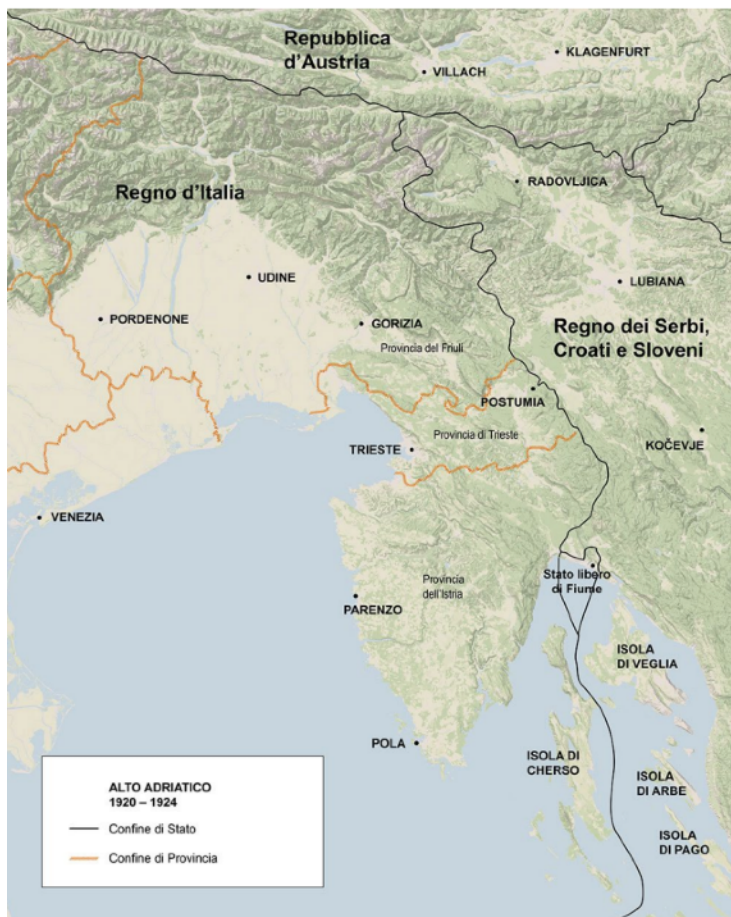 Repubblica
d'Austria
KLAGENFURT
VILLACH
RADOVLJICA
Regno d'Italia
UDINE
LUBIANA
PORDENONE
GORIZIA
Regno dei Serbi,
Croati e Sloveni
Provincia del Friuli
POSTUMIA
Provincia di Trieste
KOČEVJE
TRIESTE
VENEZIA
Stato libero
di Fiume
Provincia
dell'Istria
PARENZO
ISOLA
DI VEGLIA
POLA
ISOLA DI
CHERSO
ISOLA
DI ARBE
ISOLA
DI PAGO
ALTO ADRIATICO
1920 – 1924
Confine di Stato
Confine di Provincia